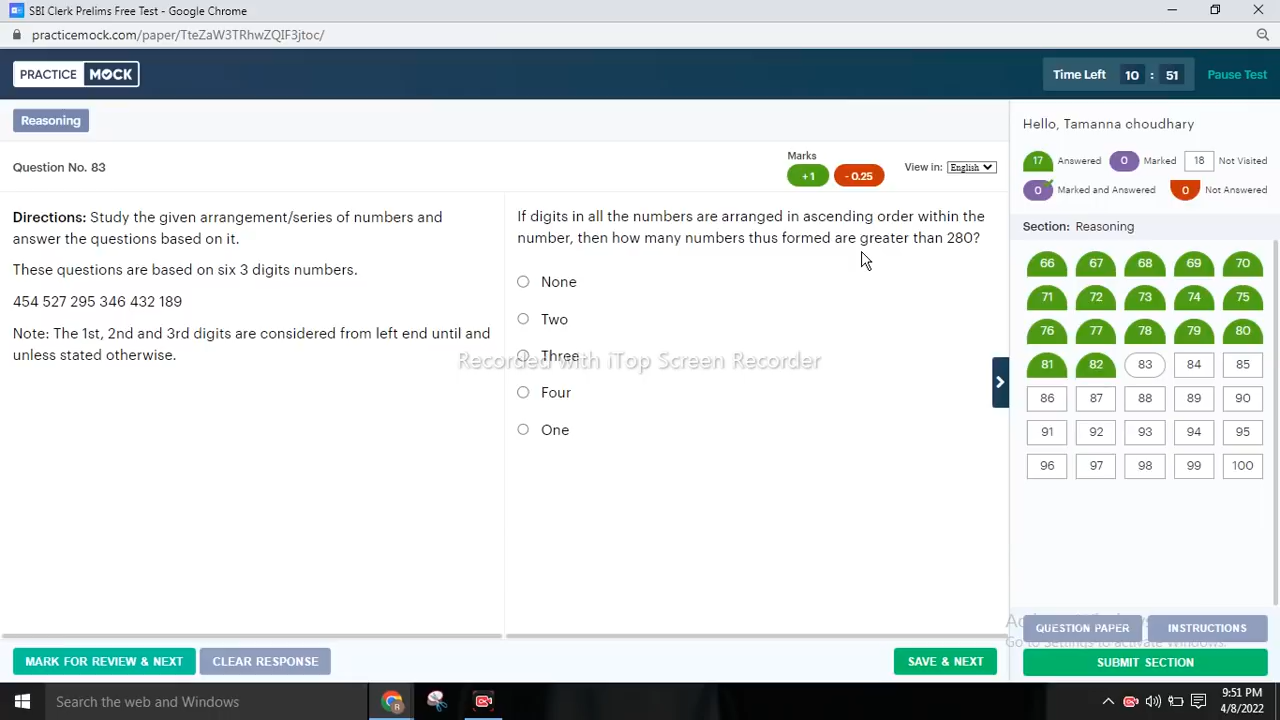 SBI Clerk Prelims Free Test - Google Chrome
practicemock.com/paper/TteZaW3TRhwZQIF3jtoc/
PRACTICE MOCK
Time Left 10 : 51 Pause Test
Reasoning
Hello, Tamanna choudhary
Question No. 83
Marks
+ 1 - 0.25
View in: English
17 Answered 0 Marked 18 Not Visited
0 Marked and Answered 0 Not Answered
Section: Reasoning
Directions: Study the given arrangement/series of numbers and
answer the questions based on it.
These questions are based on six 3 digits numbers.
454 527 295 346 432 189
Note: The 1st, 2nd and 3rd digits are considered from left end until and
unless stated otherwise.
If digits in all the numbers are arranged in ascending order within the
number, then how many numbers thus formed are greater than 280?
None
Two
Three
Four
One
Recorded with iTop Screen Recorder
66 67 68 69 70
71 72 73 74 75
76 77 78 79 80
81 82 83 84 85
86 87 88 89 90
91 92 93 94 95
96 97 98 99 100
QUESTION PAPER INSTRUCTIONS
Go to Settings to activate Windows.
MARK FOR REVIEW & NEXT CLEAR RESPONSE SAVE & NEXT SUBMIT SECTION
Search the web and Windows
9:51 PM
4/8/2022